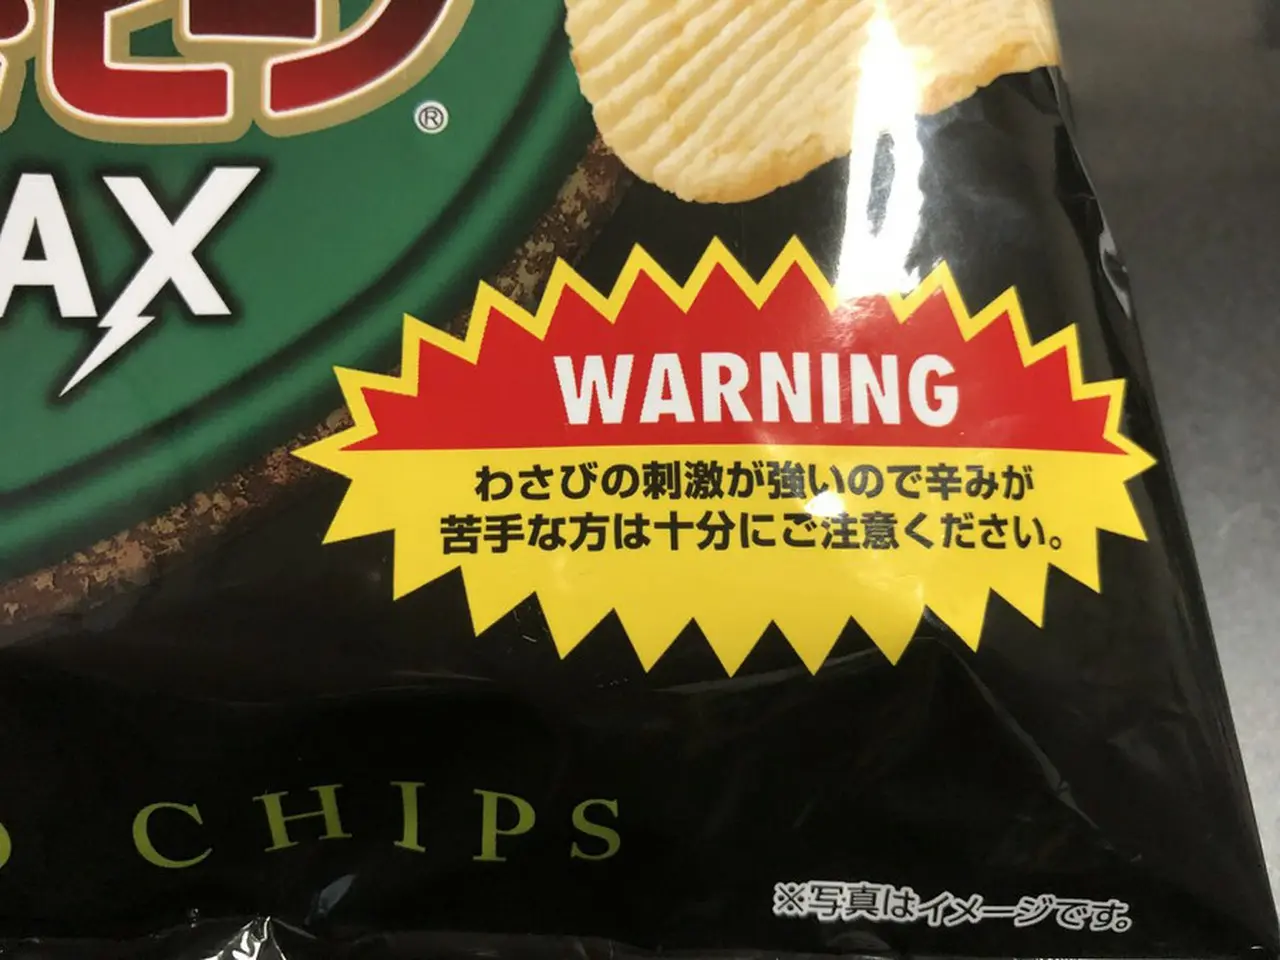 ®
AX
WARNING
わさびの刺激が強いので辛みが
苦手な方は十分にご注意ください。
CHIPS
※写真はイメージです。